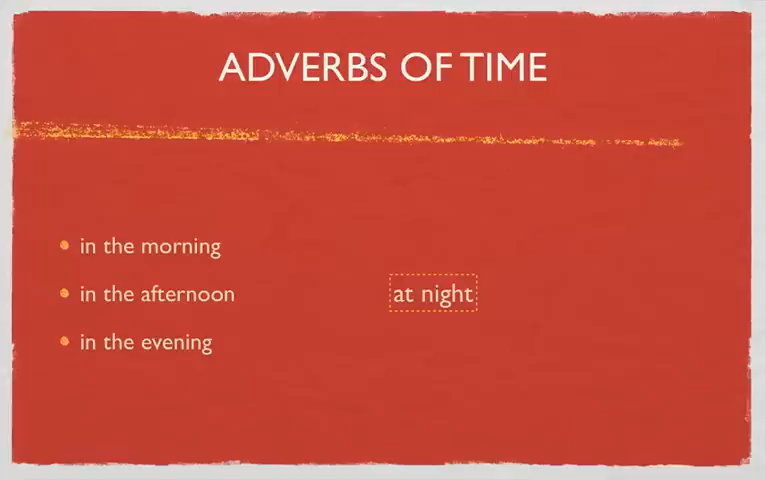 ADVERBS OF TIME
in the morning
in the afternoon
in the evening
at night